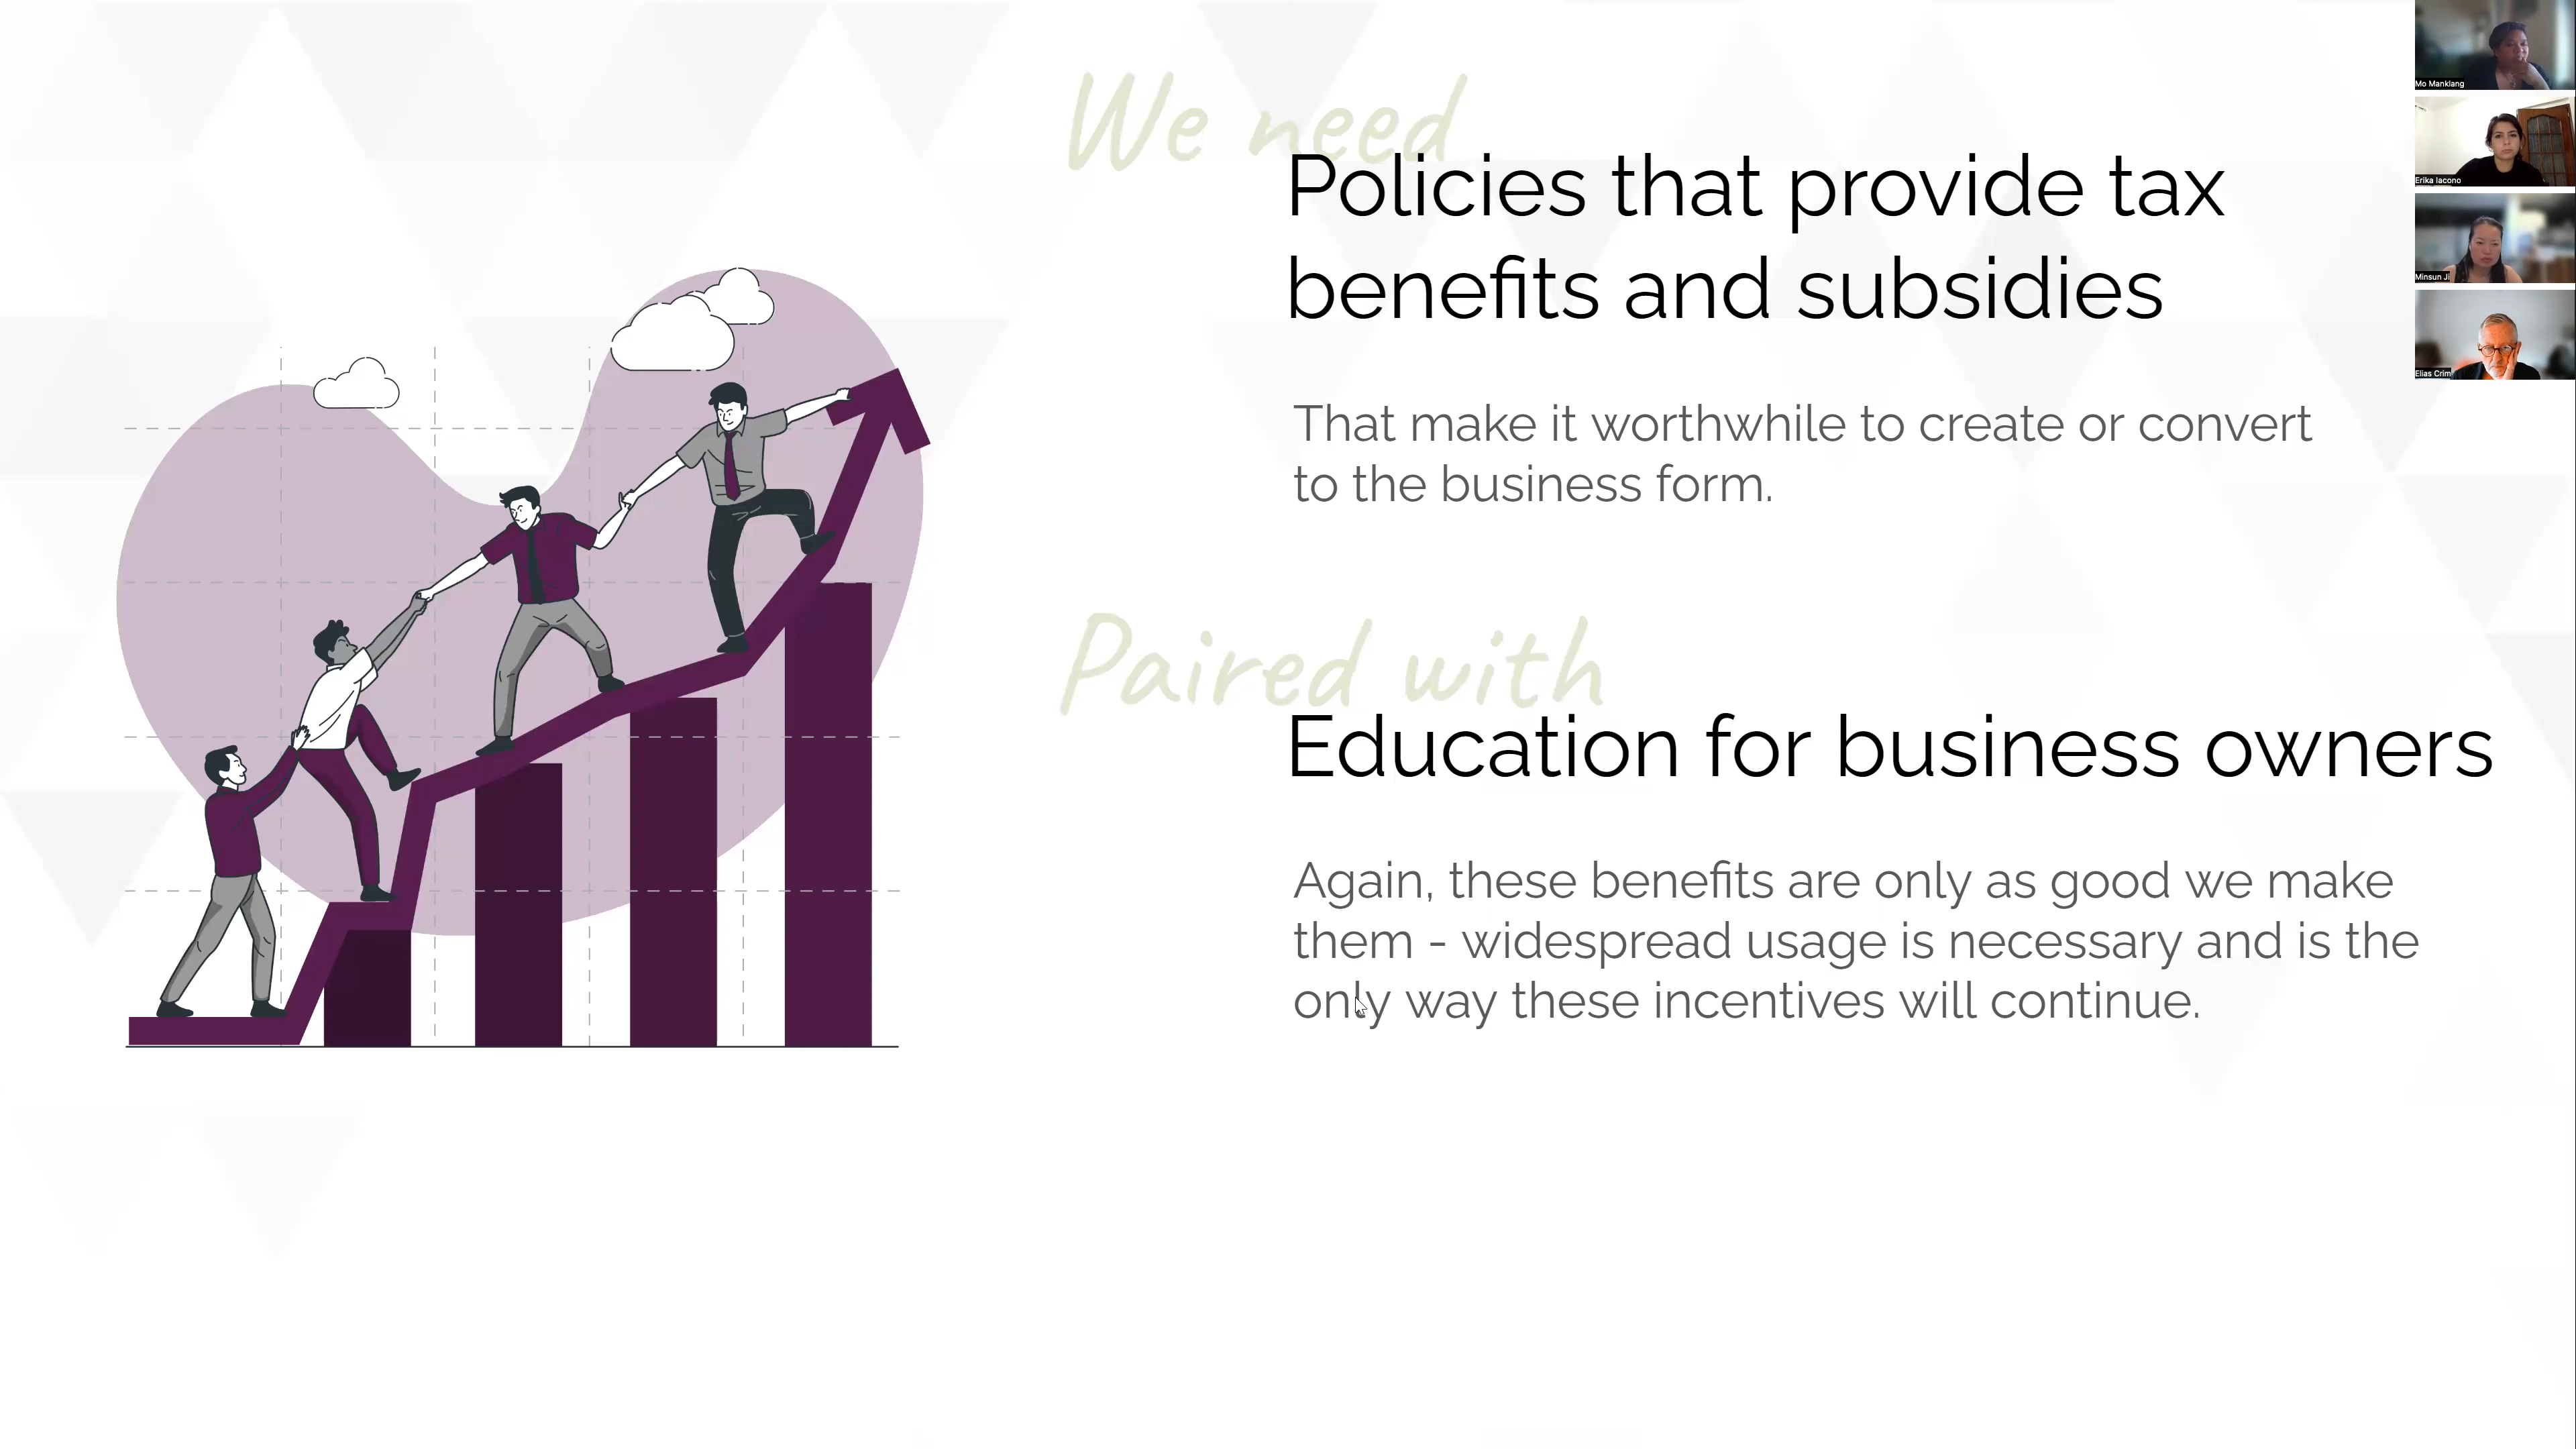 We need
Policies that provide tax
benefits and subsidies
That make it worthwhile to create or convert
to the business form.
Paired with
Education for business owners
Again, these benefits are only as good we make
them - widespread usage is necessary and is the
only way these incentives will continue.
Mo Manklang
Erika Iacono
Minsun Ji
Elias Crim